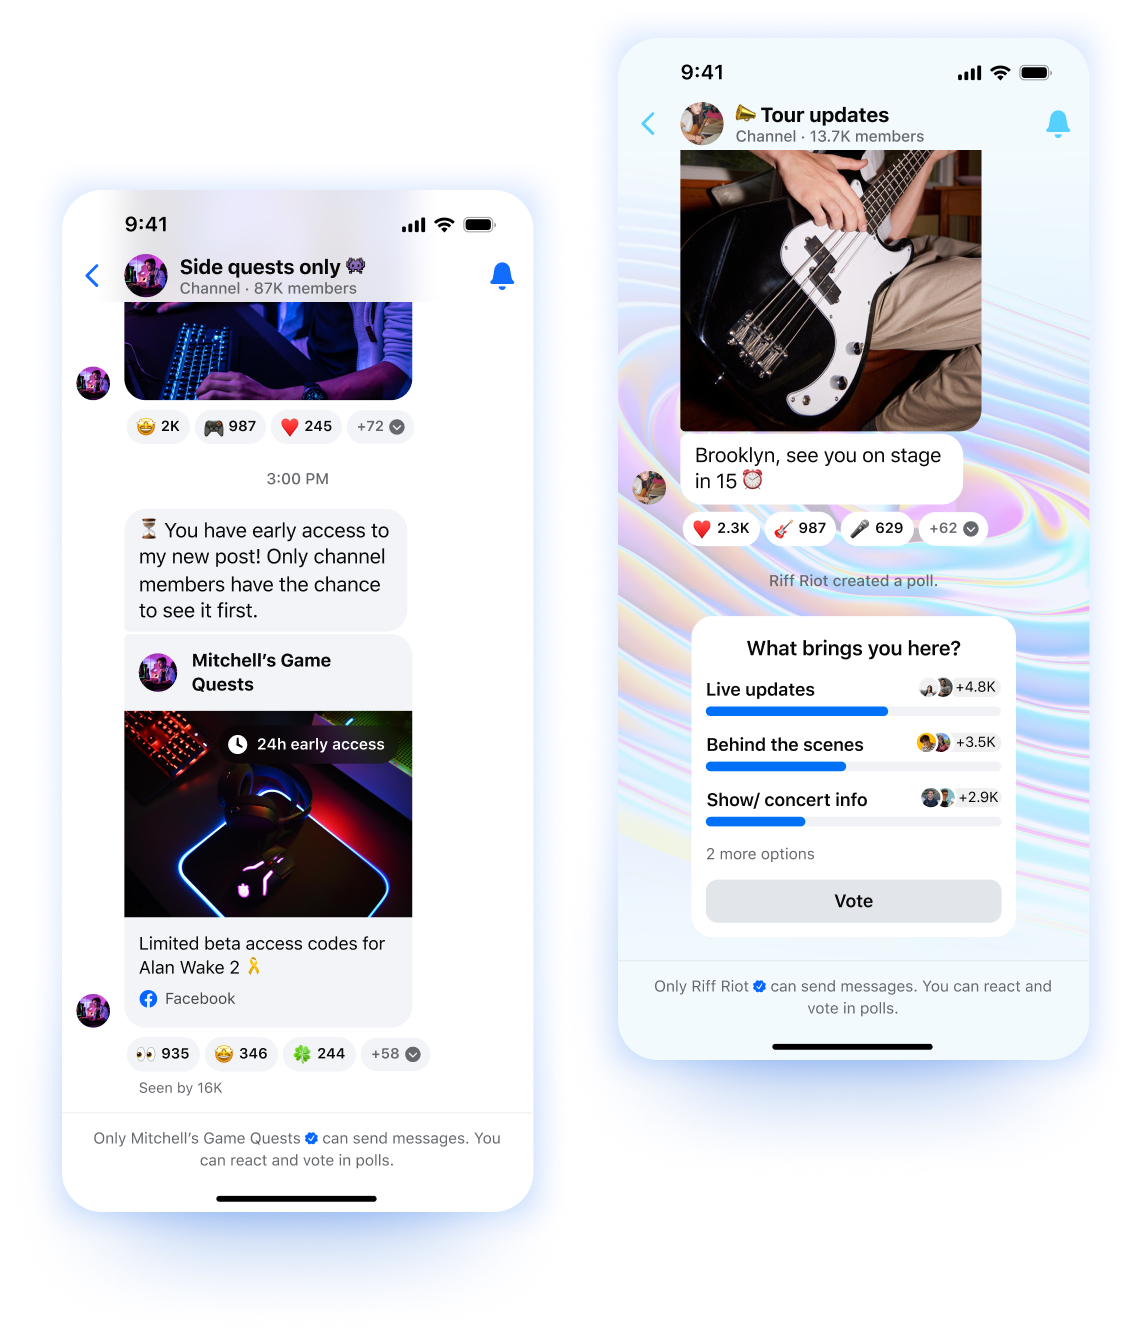 9:41
Side quests only 👾
Channel · 87K members
🤩 2K 🎮 987 ❤️ 245 +72
3:00 PM
⏳ You have early access to
my new post! Only channel
members have the chance
to see it first.
Mitchell’s Game
Quests
24h early access
Limited beta access codes for
Alan Wake 2 🎗️
Facebook
👀 935 🤩 346 🍀 244 +58
Seen by 16K
Only Mitchell’s Game Quests can send messages. You
can react and vote in polls.
9:41
📣 Tour updates
Channel · 13.7K members
Brooklyn, see you on stage
in 15 ⏰
❤️ 2.3K 🎸 987 🎤 629 +62
Riff Riot created a poll.
What brings you here?
Live updates +4.8K
Behind the scenes +3.5K
Show/ concert info +2.9K
2 more options
Vote
Only Riff Riot can send messages. You can react and
vote in polls.